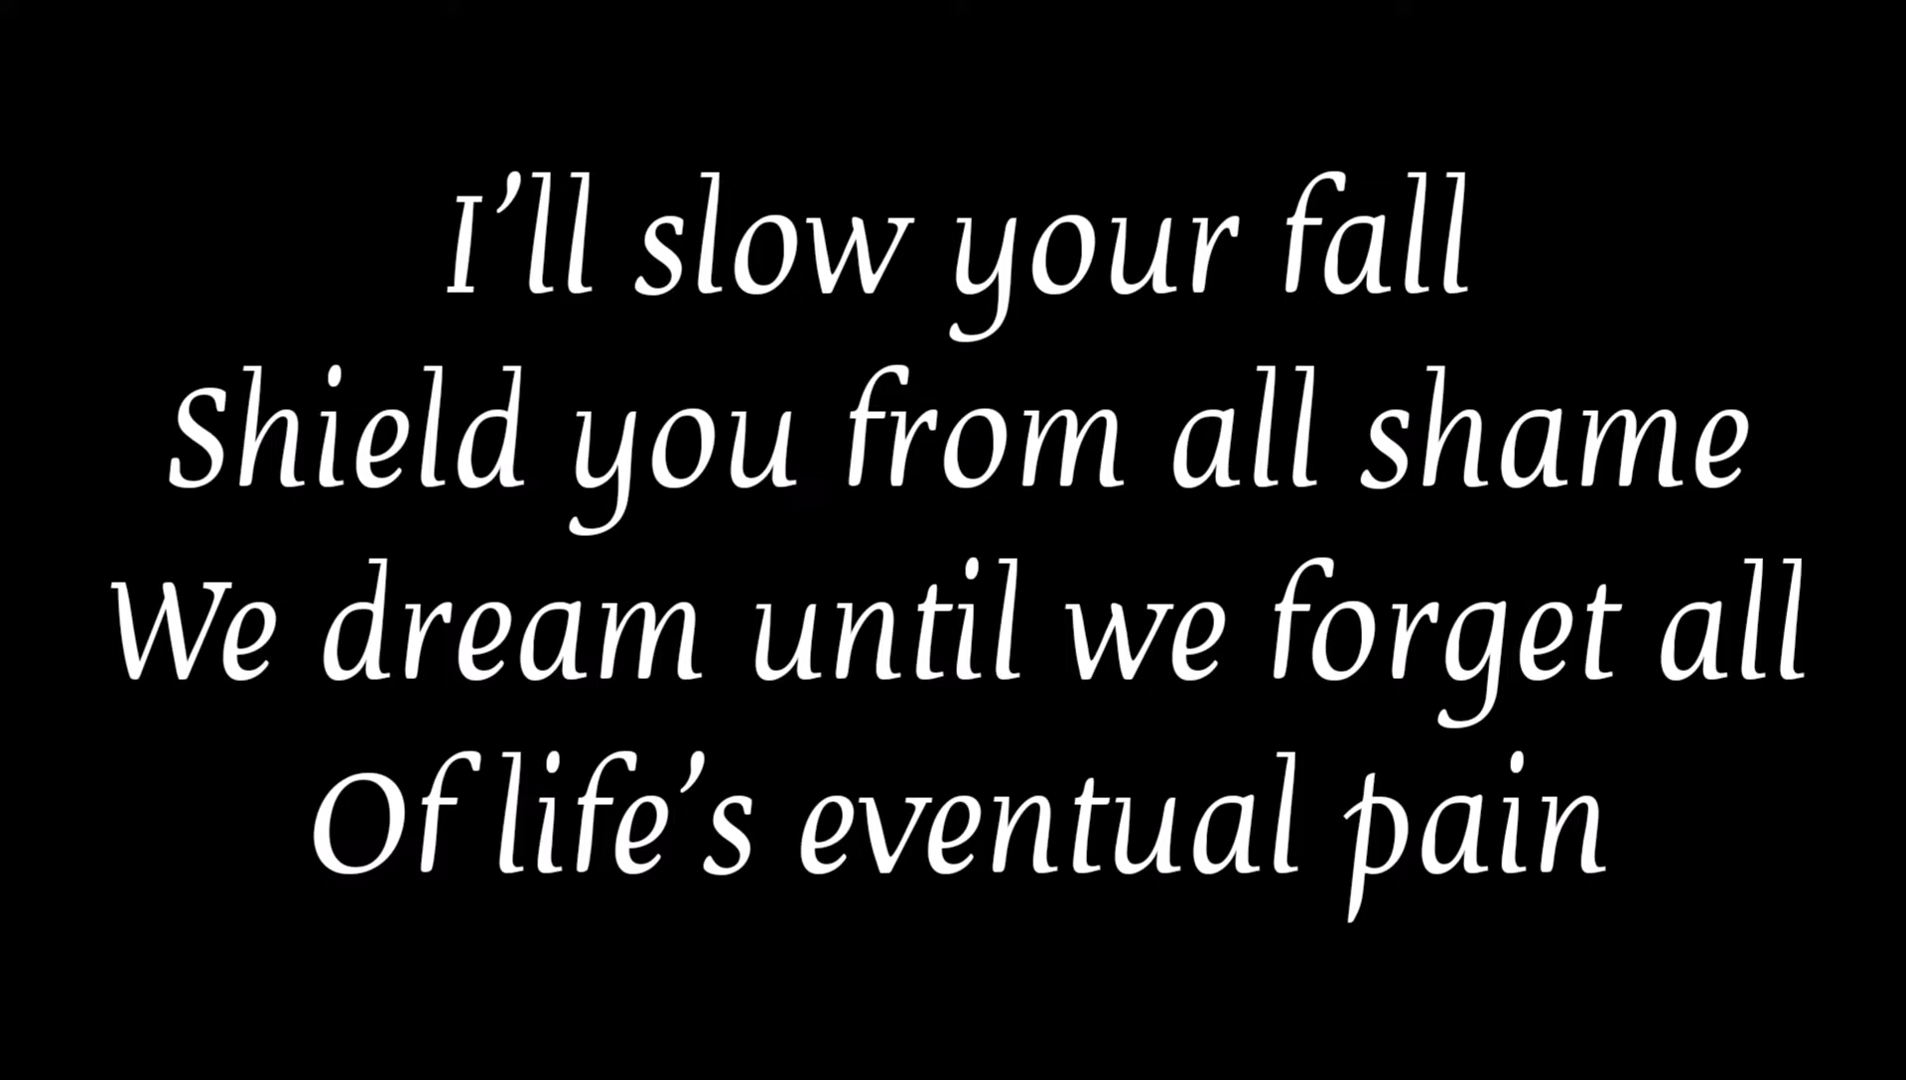 I’ll slow your fall
Shield you from all shame
We dream until we forget all
Of life’s eventual pain